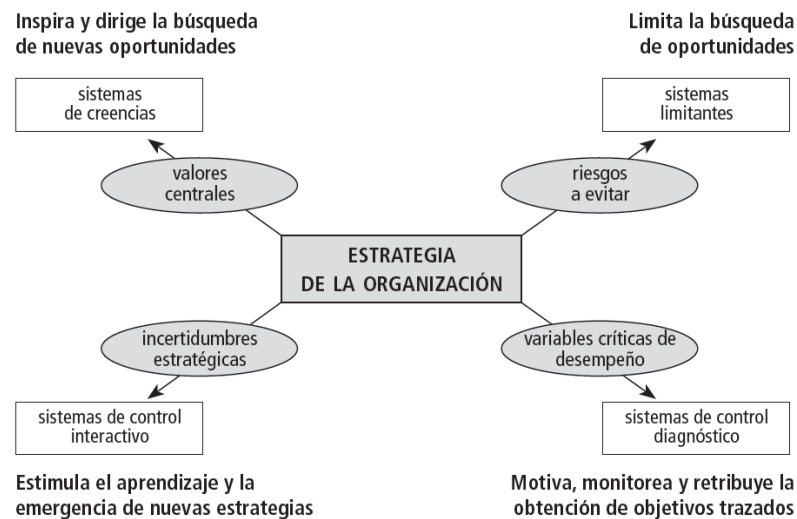 Inspira y dirige la búsqueda
de nuevas oportunidades
Limita la búsqueda
de oportunidades
sistemas
de creencias
sistemas
limitantes
valores
centrales
riesgos
a evitar
ESTRATEGIA
DE LA ORGANIZACIÓN
incertidumbres
estratégicas
variables críticas de
desempeño
sistemas de control
interactivo
sistemas de control
diagnóstico
Estimula el aprendizaje y la
emergencia de nuevas estrategias
Motiva, monitorea y retribuye la
obtención de objetivos trazados